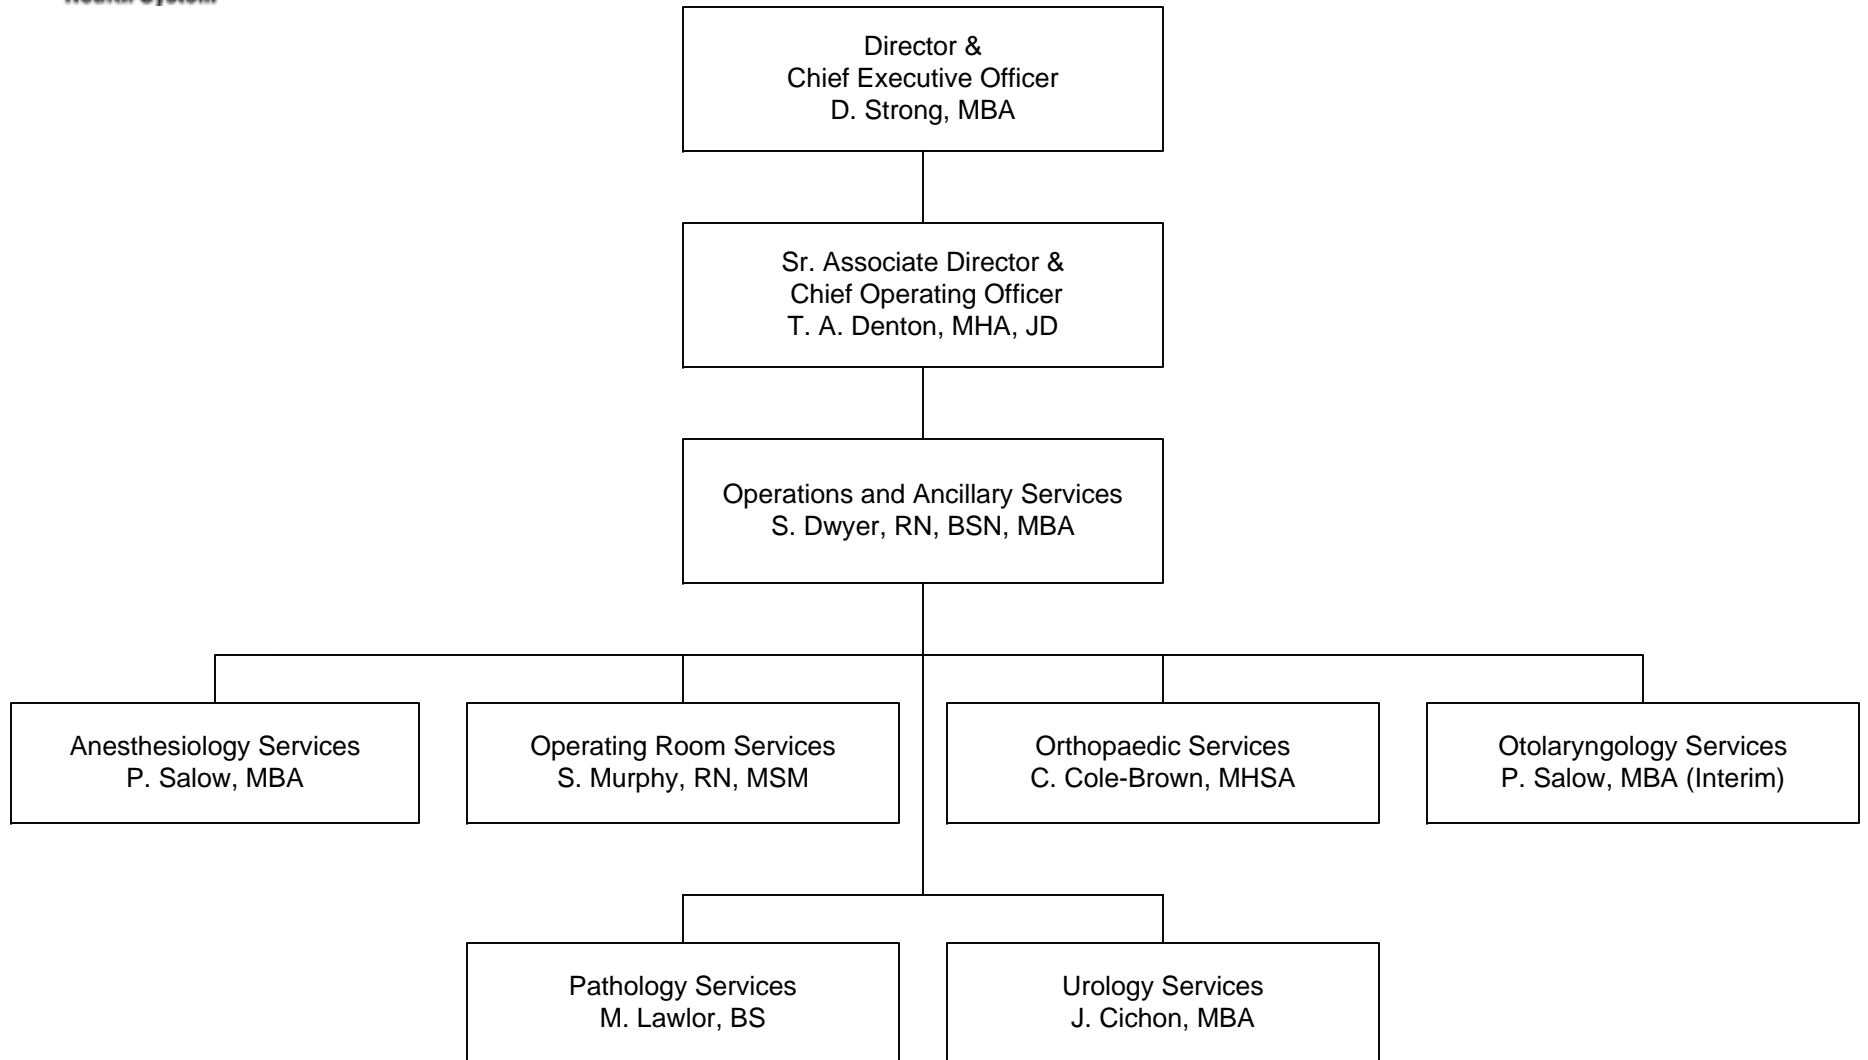 Health System
Director &
Chief Executive Officer
D. Strong, MBA
Sr. Associate Director &
Chief Operating Officer
T. A. Denton, MHA, JD
Operations and Ancillary Services
S. Dwyer, RN, BSN, MBA
Anesthesiology Services
P. Salow, MBA
Operating Room Services
S. Murphy, RN, MSM
Orthopaedic Services
C. Cole-Brown, MHSA
Otolaryngology Services
P. Salow, MBA (Interim)
Pathology Services
M. Lawlor, BS
Urology Services
J. Cichon, MBA